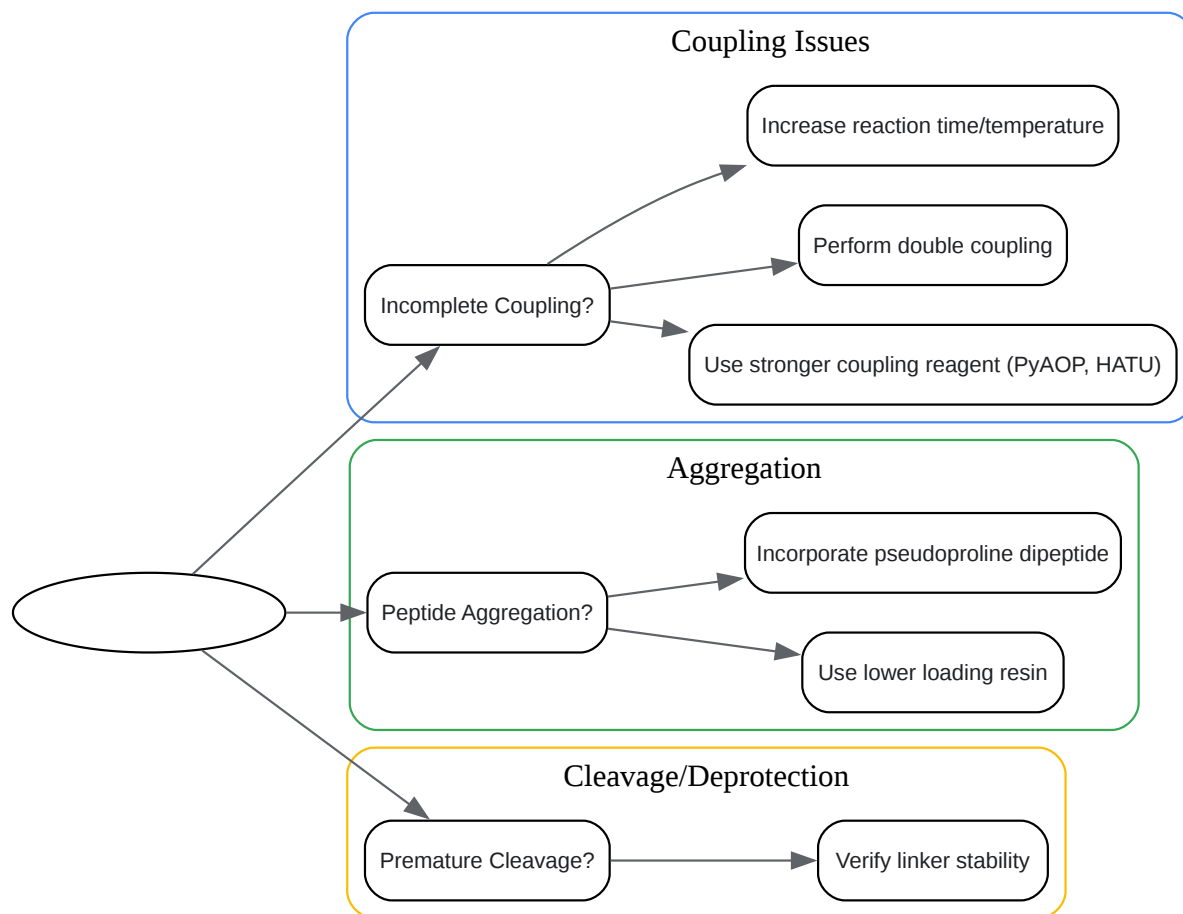 Coupling Issues
Increase reaction time/temperature
Perform double coupling
Incomplete Coupling?
Use stronger coupling reagent (PyAOP, HATU)
Aggregation
Incorporate pseudoproline dipeptide
Peptide Aggregation?
Use lower loading resin
Cleavage/Deprotection
Premature Cleavage?
Verify linker stability